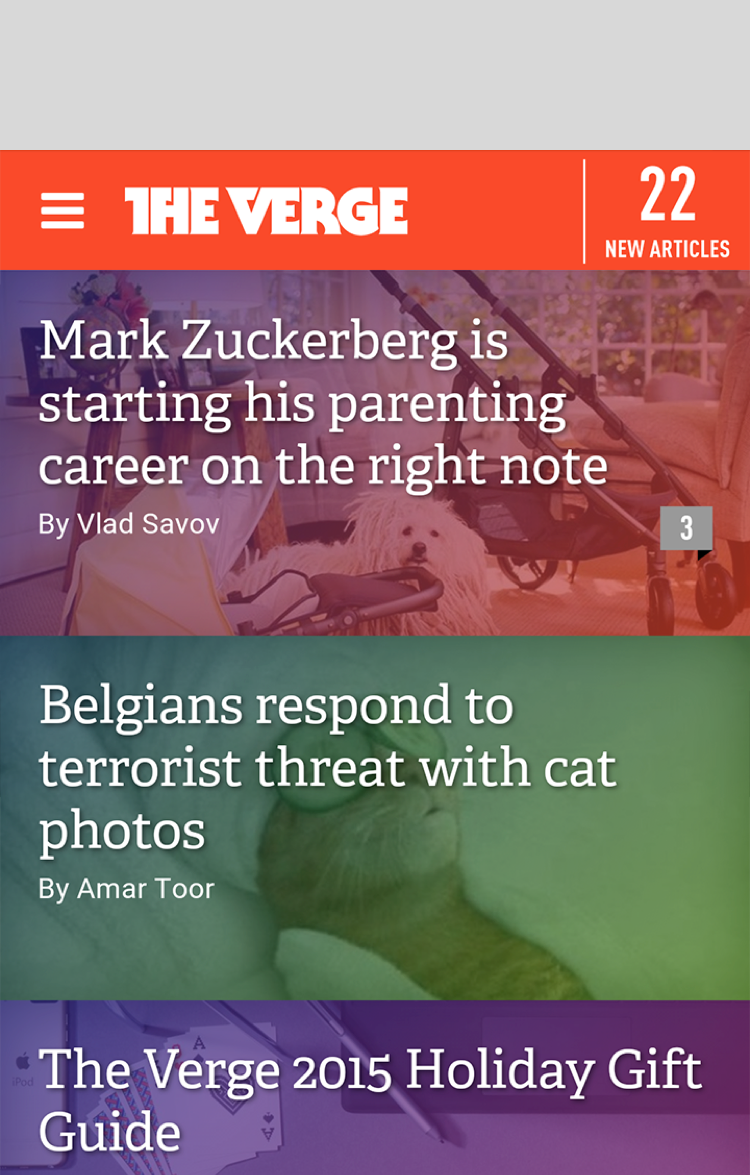 THE VERGE
22
NEW ARTICLES
Mark Zuckerberg is
starting his parenting
career on the right note
By Vlad Savov
3
Belgians respond to
terrorist threat with cat
photos
By Amar Toor
iPod
A
The Verge 2015 Holiday Gift
Guide